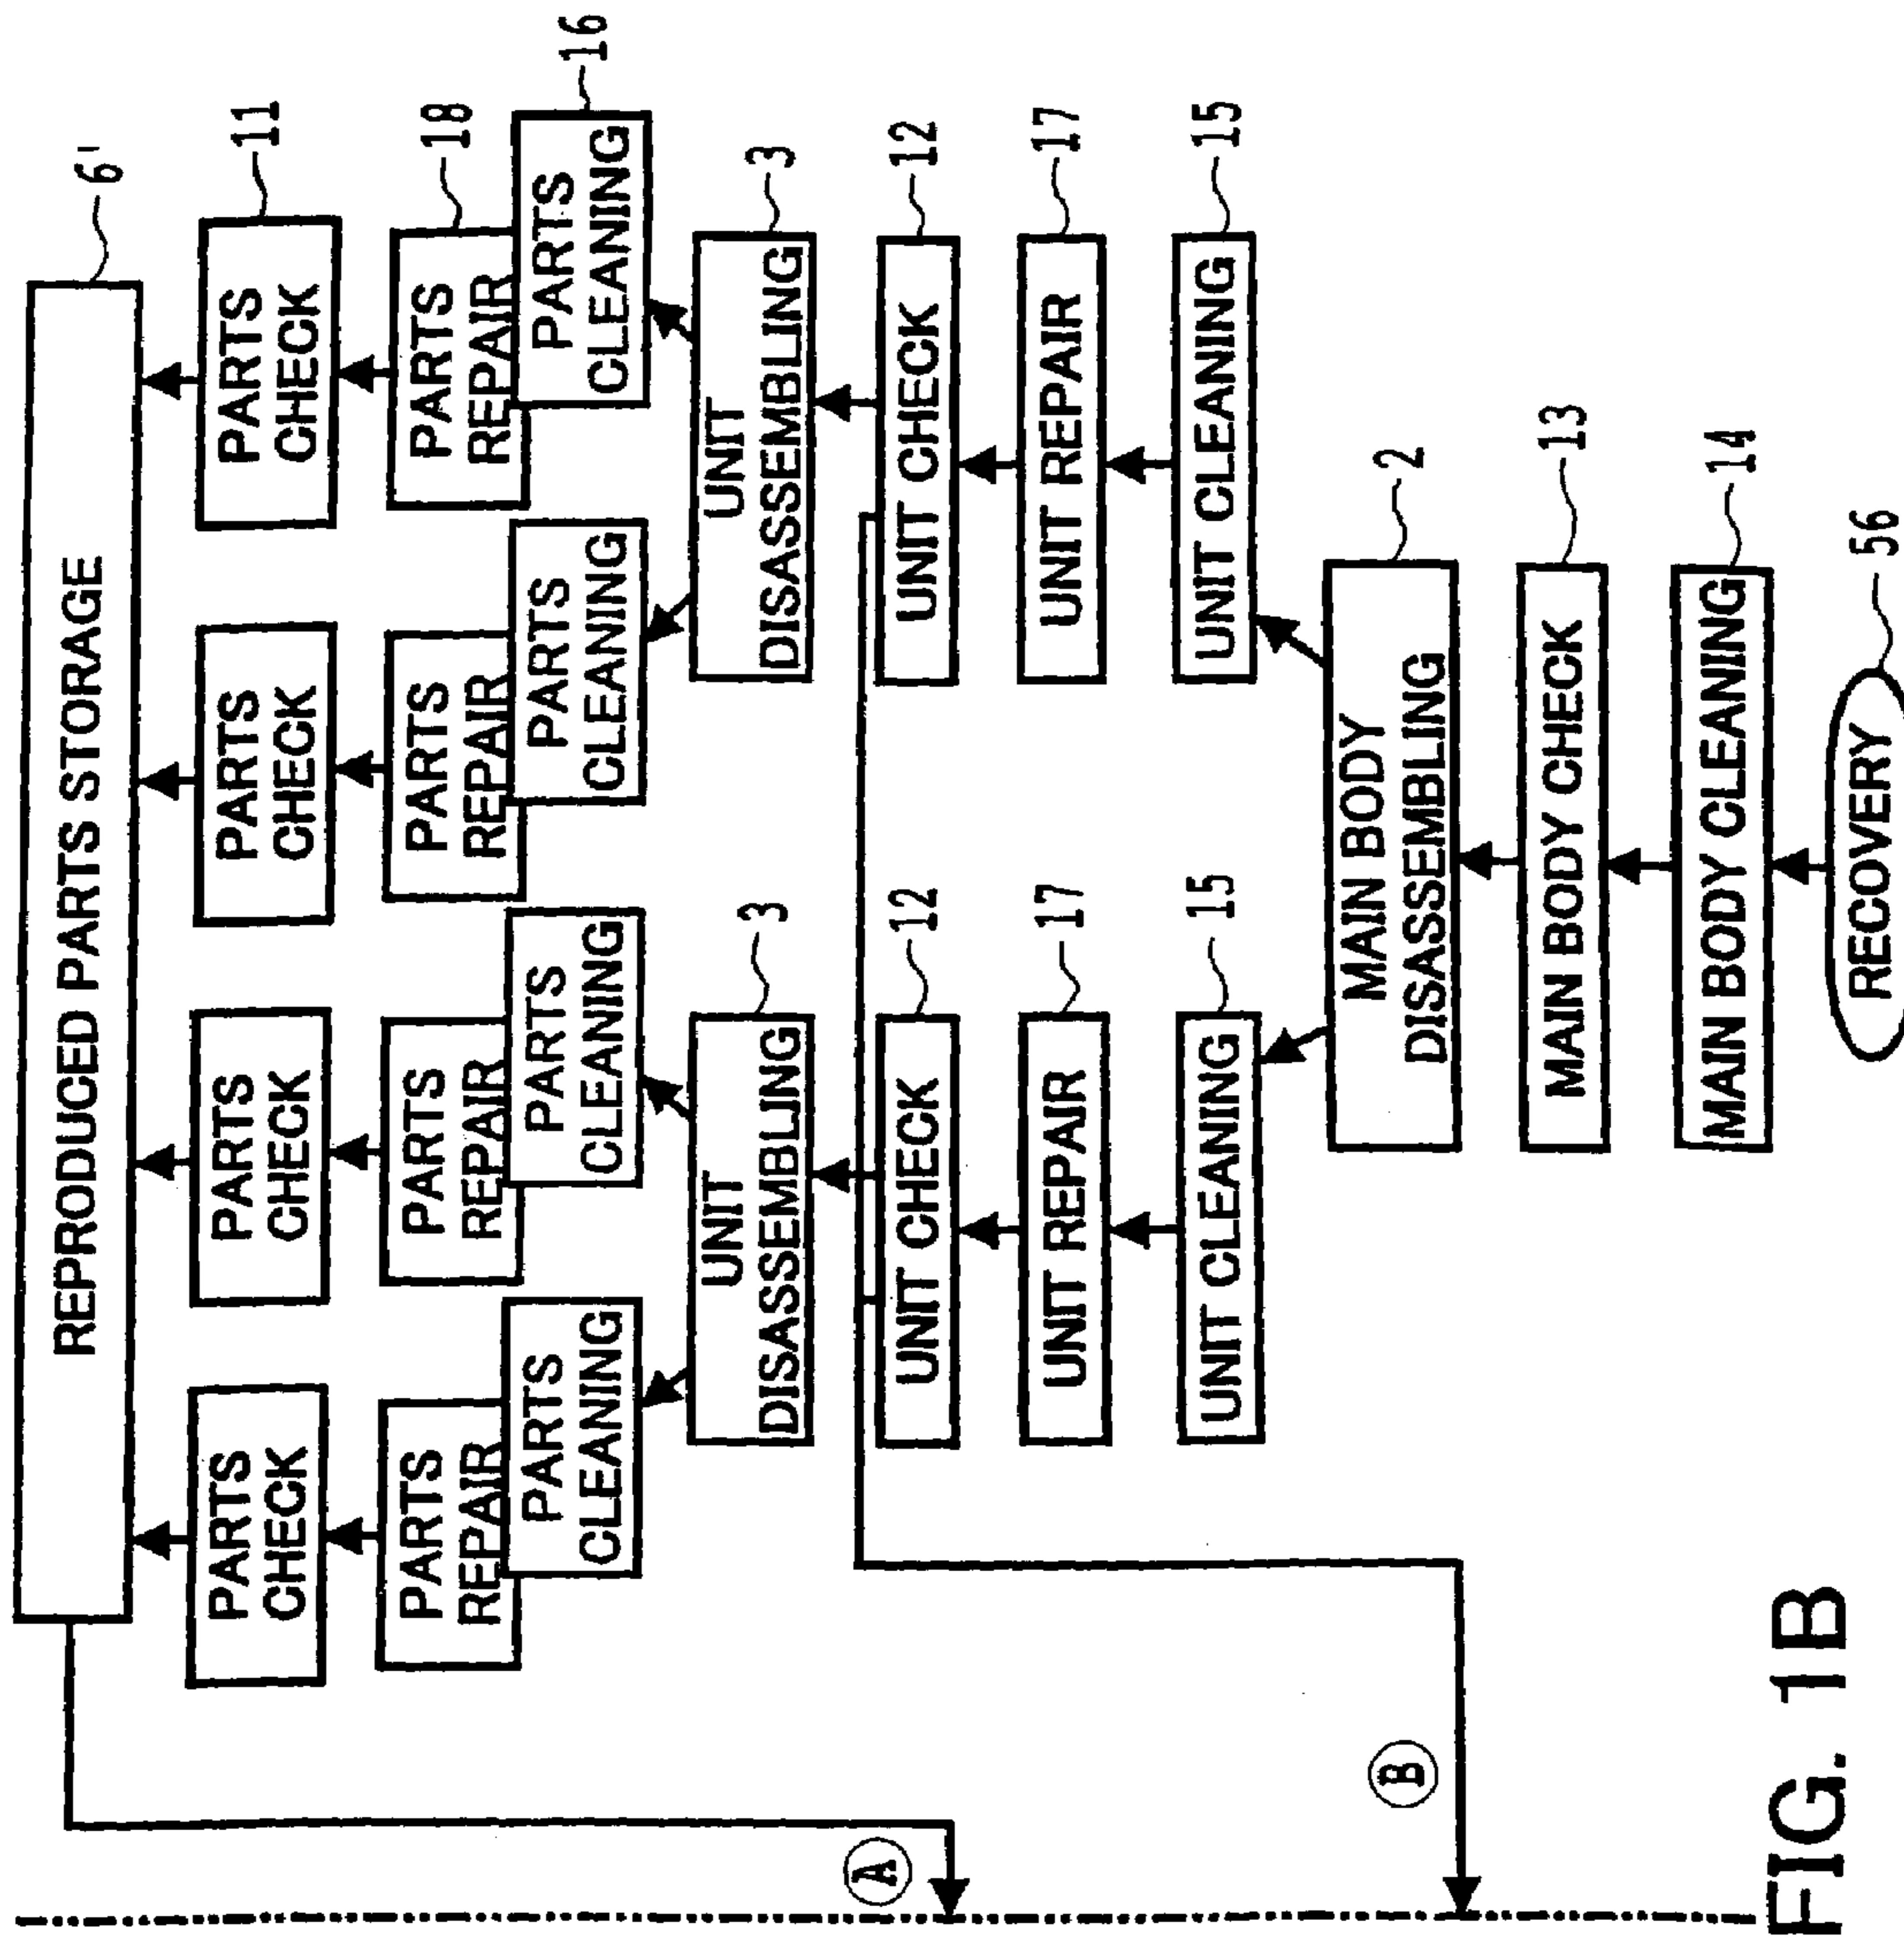 REPRODUCED PARTS STORAGE
6'
PARTS
CHECK
PARTS
CHECK
PARTS
CHECK
PARTS
CHECK
11
PARTS
REPAIR
PARTS
REPAIR
PARTS
REPAIR
PARTS
REPAIR
18
PARTS
CLEANING
PARTS
CLEANING
PARTS
CLEANING
PARTS
CLEANING
16
UNIT
DISASSEMBLING
3
UNIT
DISASSEMBLING
3
A
UNIT CHECK
12
UNIT CHECK
12
UNIT REPAIR
17
UNIT REPAIR
17
UNIT CLEANING
15
UNIT CLEANING
15
B
MAIN BODY
DISASSEMBLING
2
MAIN BODY CHECK
13
MAIN BODY CLEANING
14
RECOVERY
56
FIG. 1B